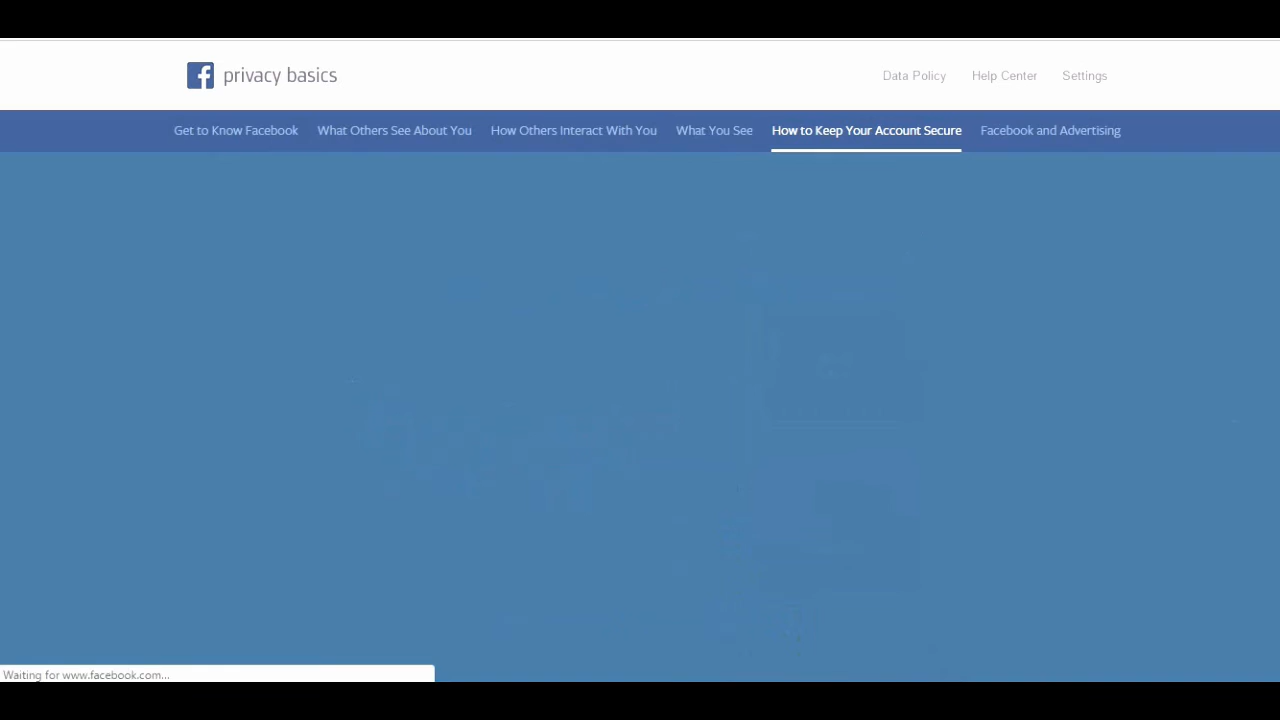 privacy basics
Data Policy Help Center Settings
Get to Know Facebook What Others See About You How Others Interact With You What You See How to Keep Your Account Secure Facebook and Advertising
Waiting for www.facebook.com...